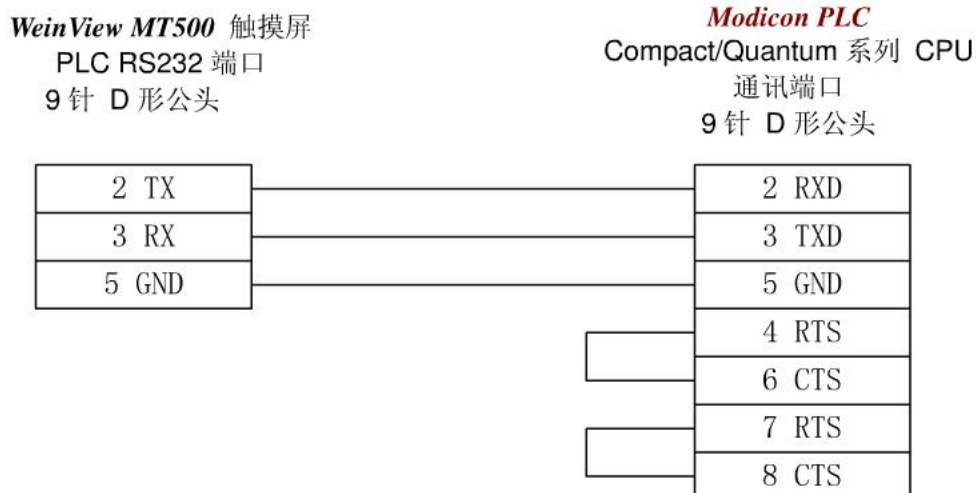 WeinView MT500 触摸屏
PLC RS232 端口
9针 D形公头
Modicon PLC
Compact/Quantum 系列 CPU
通讯端口
9针 D形公头
2 TX
3 RX
5 GND
2 RXD
3 TXD
5 GND
4 RTS
6 CTS
7 RTS
8 CTS